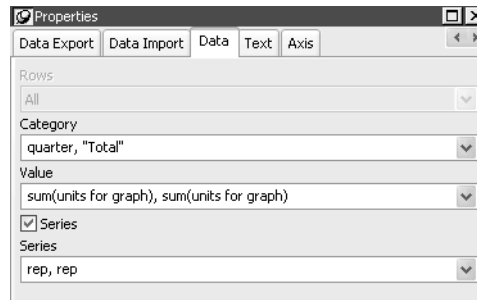 Properties
Data Export Data Import Data Text Axis
Rows
All
Category
quarter, "Total"
Value
sum(units for graph), sum(units for graph)
Series
Series
rep, rep